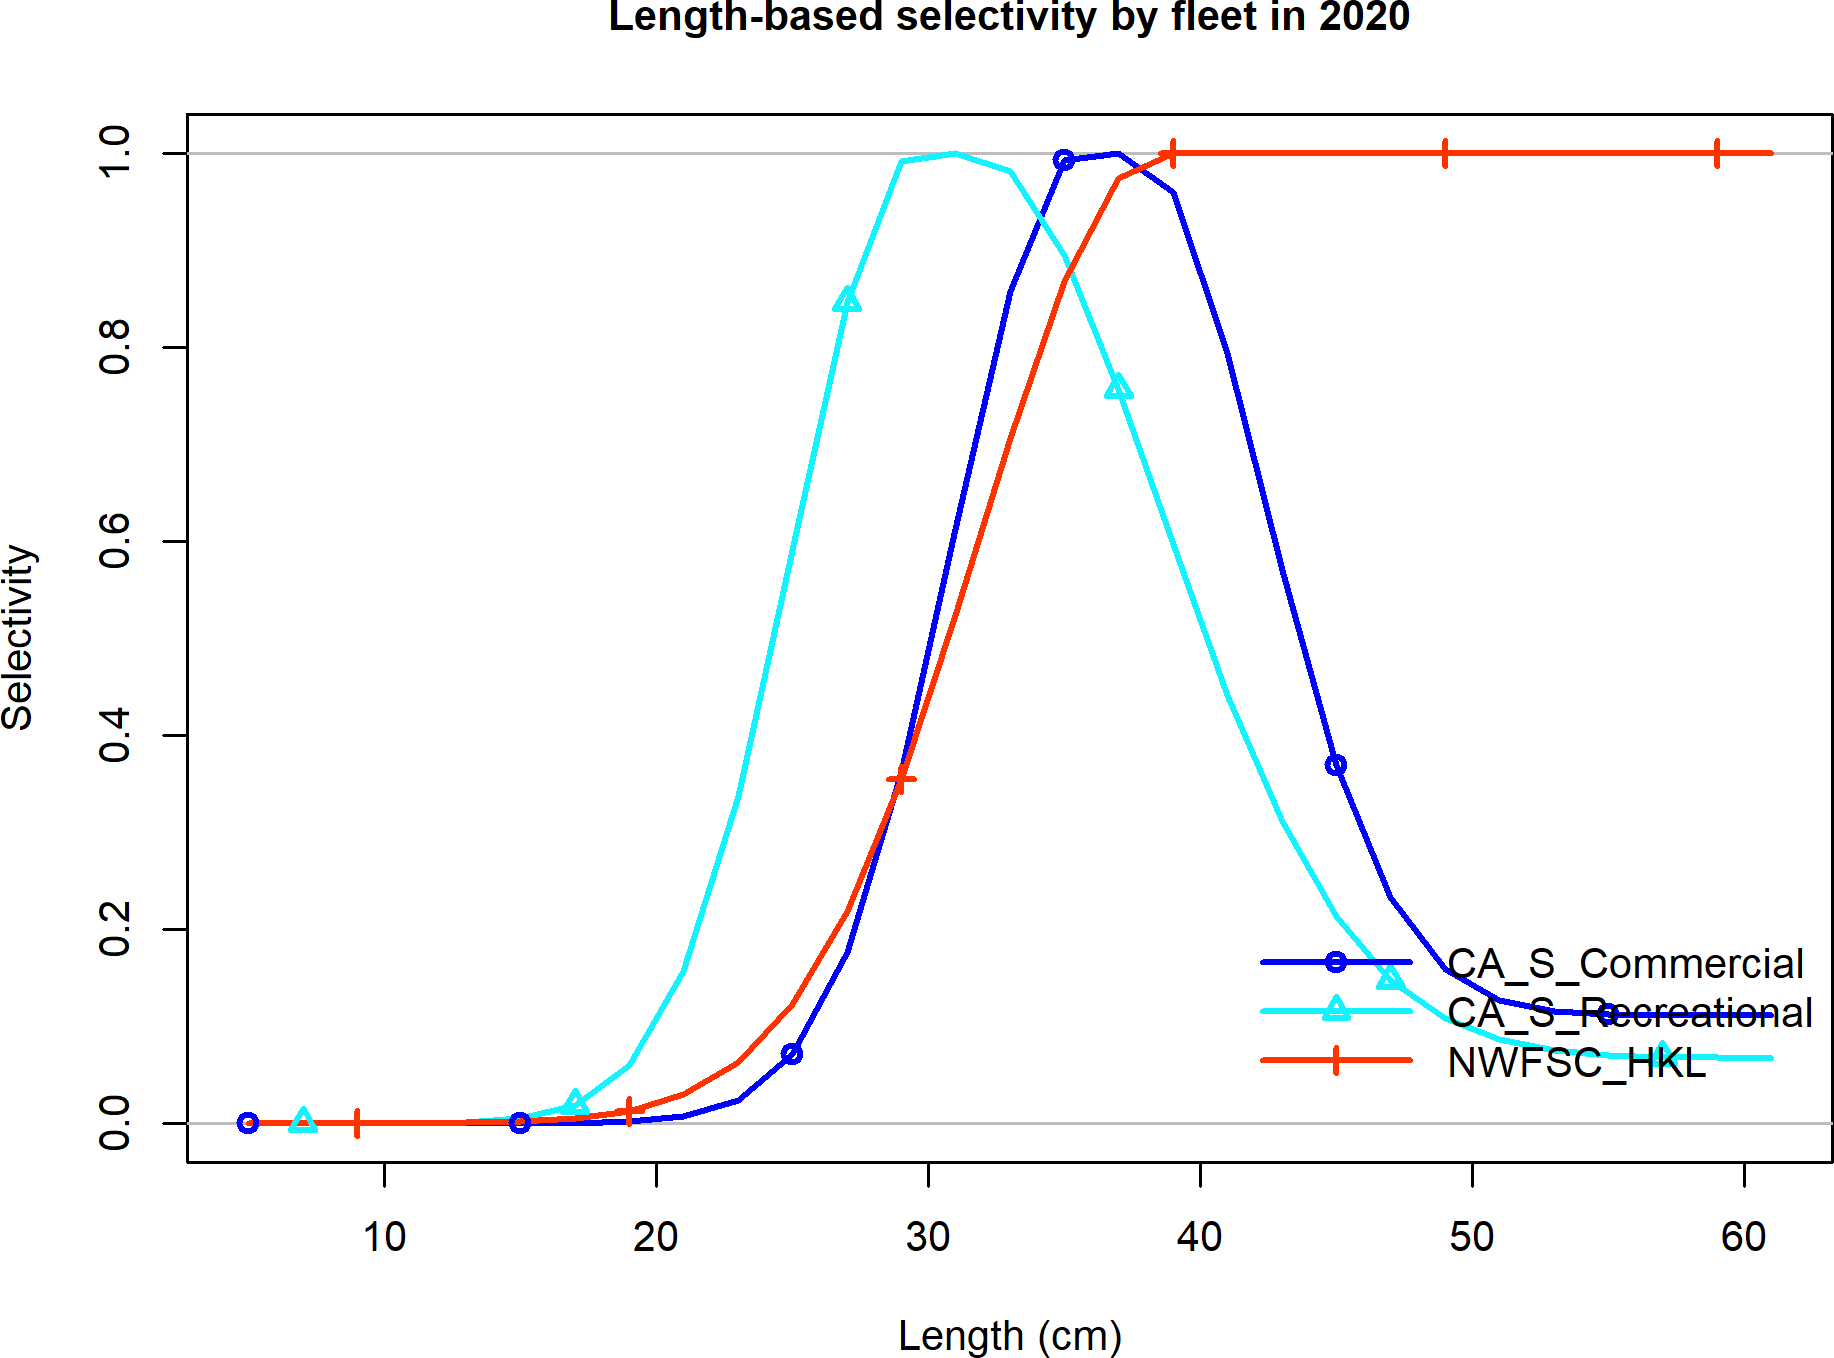 Length-based selectivity by fleet in 2020
Selectivity
1.0
0.8
0.6
0.4
0.2
0.0
CA_S_Commercial
CA_S_Recreational
NWFSC_HKL
10 20 30 40 50 60
Length (cm)